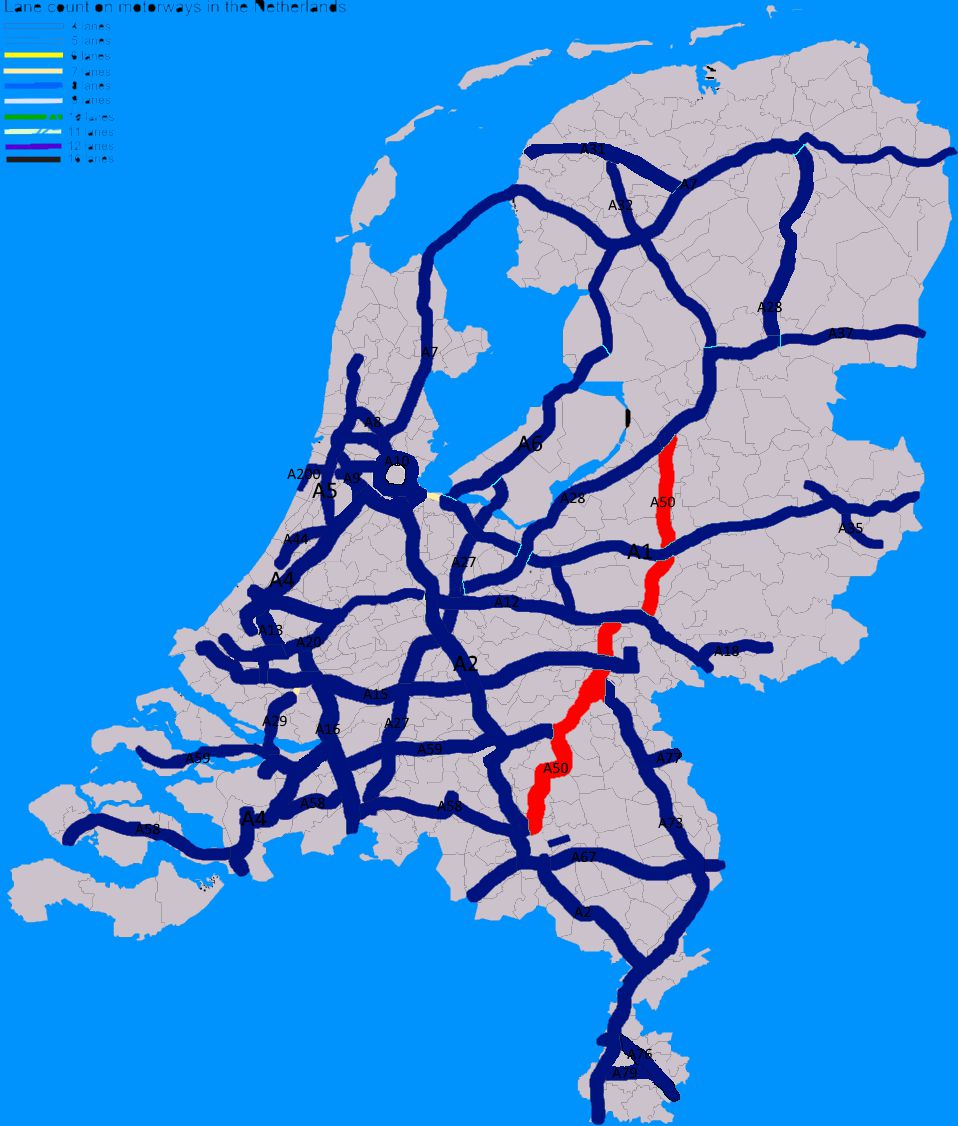 Lane count on motorways in the Netherlands
4 lanes
5 lanes
6 lanes
7 lanes
8 lanes
9 lanes
10 lanes
11 lanes
12 lanes
lanes
A31
A7
A32
A28
A37
A7
A8
A6
A10
A200
A9
A5
A28
A50
A35
A44
A1
A27
A4
A12
A13
A20
A18
A2
A15
A29
A16
A27
A59
A59
A50
A77
A58
A58
A4
A58
A73
A67
A2
A76
A79